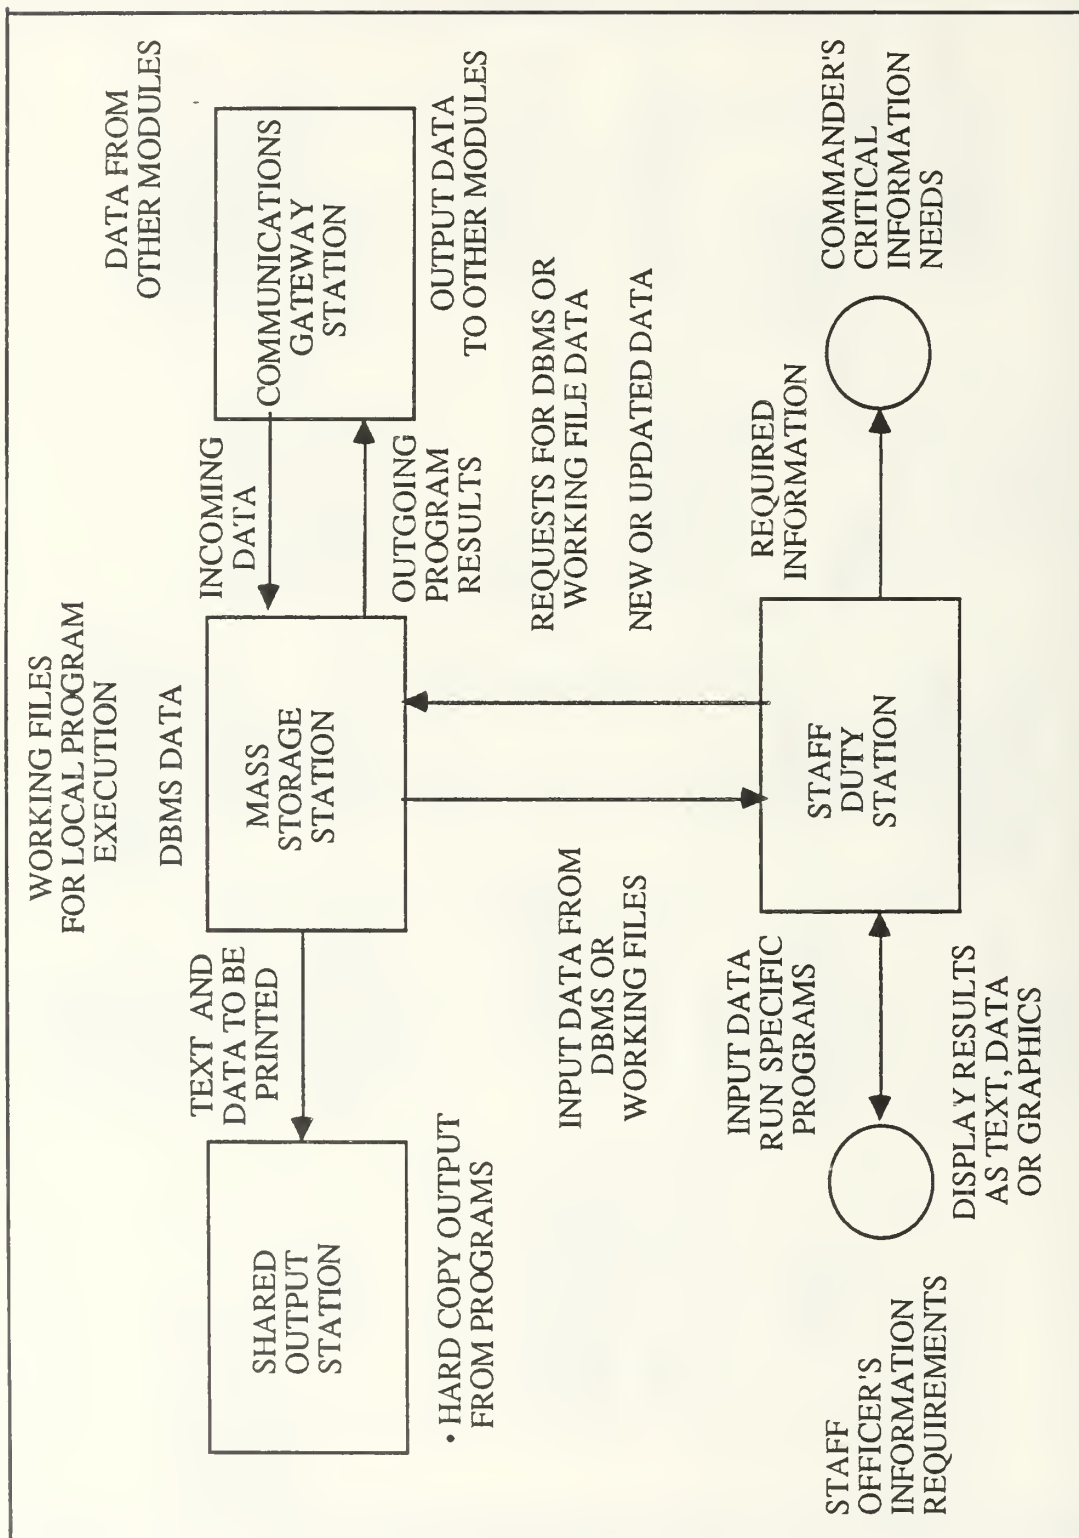 WORKING FILES
FOR LOCAL PROGRAM
EXECUTION
DBMS DATA
DATA FROM
OTHER MODULES
SHARED
OUTPUT
STATION
TEXT AND
DATA TO BE
PRINTED
MASS
STORAGE
STATION
INCOMING
DATA
OUTGOING
PROGRAM
RESULTS
COMMUNICATIONS
GATEWAY
STATION
• HARD COPY OUTPUT
FROM PROGRAMS
OUTPUT DATA
TO OTHER MODULES
INPUT DATA FROM
DBMS OR
WORKING FILES
REQUESTS FOR DBMS OR
WORKING FILE DATA
NEW OR UPDATED DATA
STAFF
OFFICER'S
INFORMATION
REQUIREMENTS
INPUT DATA
RUN SPECIFIC
PROGRAMS
DISPLAY RESULTS
AS TEXT, DATA
OR GRAPHICS
STAFF
DUTY
STATION
REQUIRED
INFORMATION
COMMANDER'S
CRITICAL
INFORMATION
NEEDS